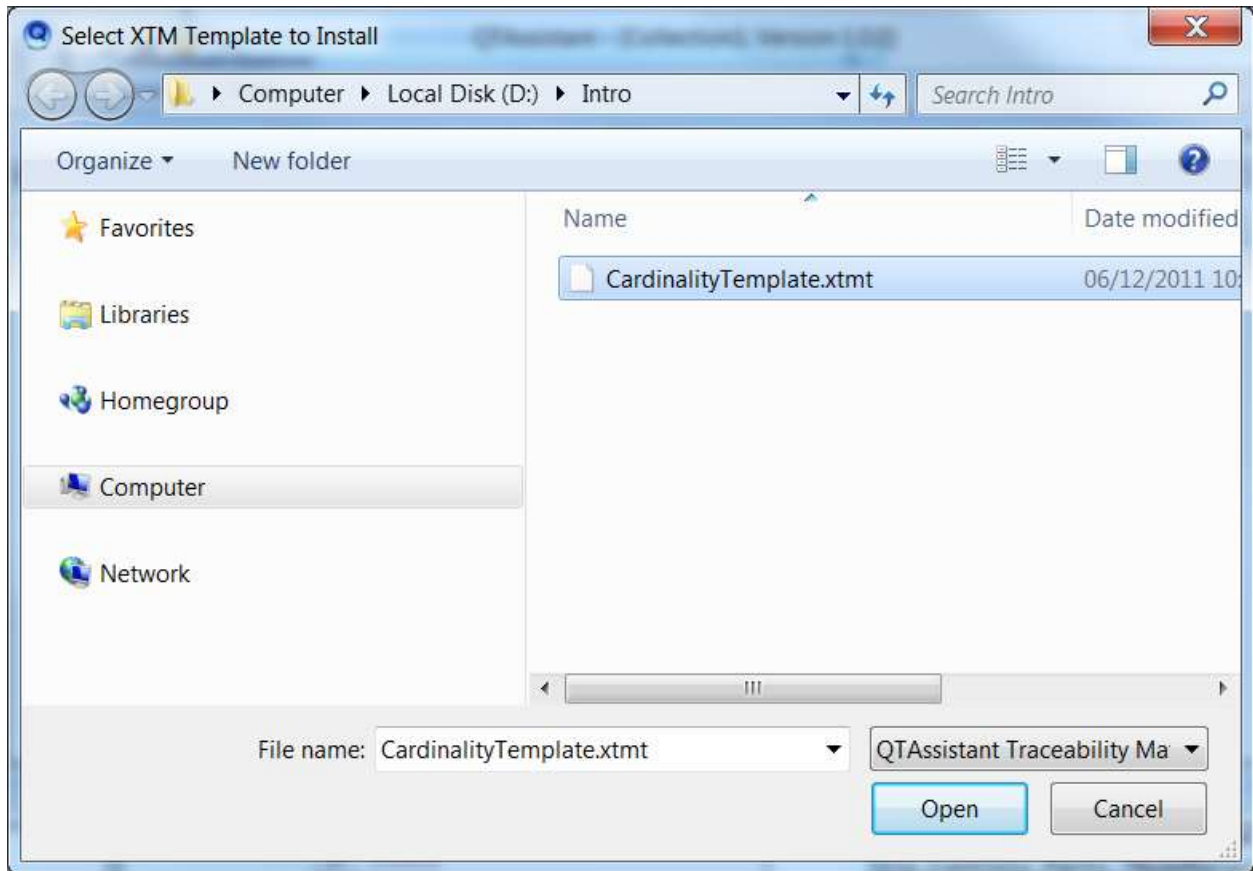 Select XTM Template to Install
Computer Local Disk (D:) Intro
Search Intro
Organize New folder
Name Date modified
Favorites
CardinalityTemplate.xtmt 06/12/2011 10:
Libraries
Homegroup
Computer
Network
File name: CardinalityTemplate.xtmt QTAssistant Traceability Ma
Open Cancel